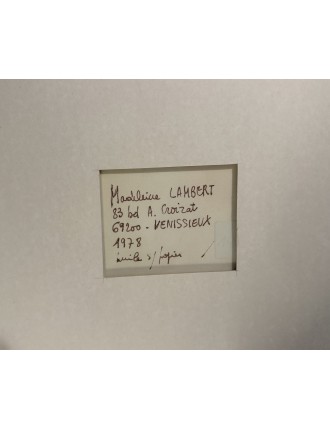 Madeleine LAMBERT
83 bd A. Croizat
69200 - VENISSIEUX
1978
huile s/ papier